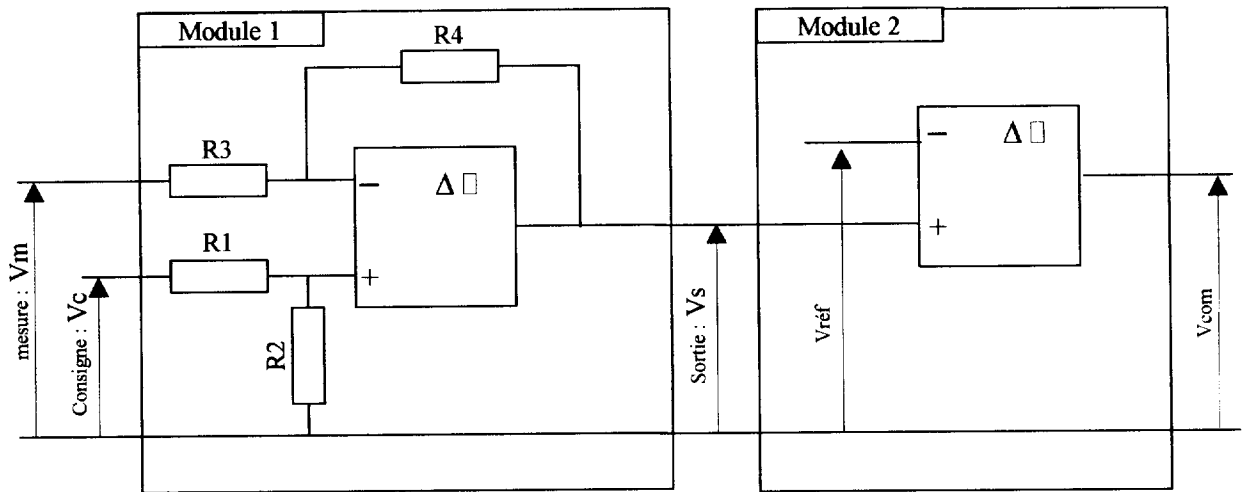 Module 1
R4
R3
−
Δ
R1
+
R2
mesure : Vm
Consigne : Vc
Sortie : Vs
Module 2
−
Δ
+
Vréf
Vcom